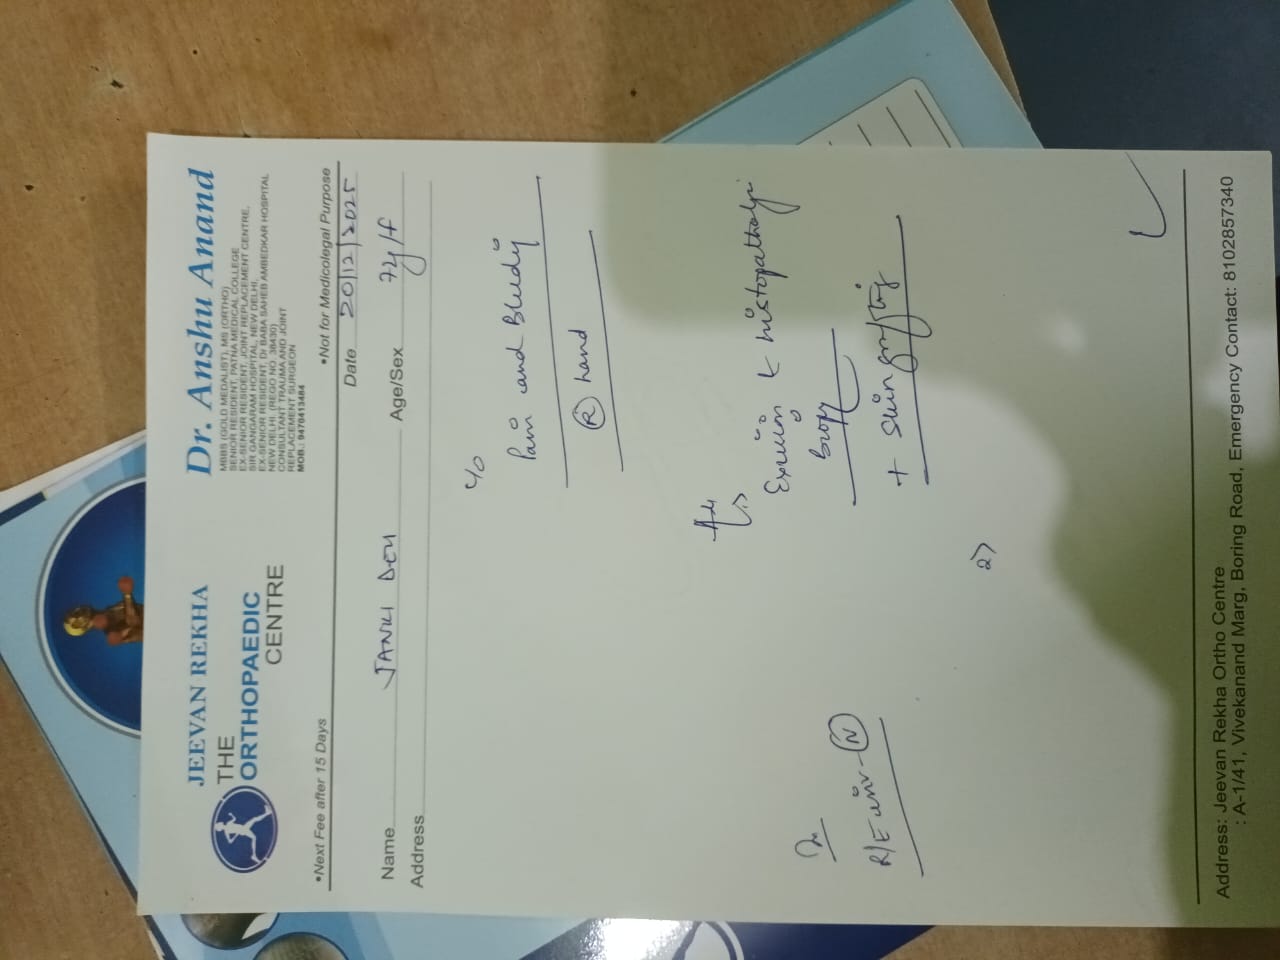 JEEVAN REKHA
THE
ORTHOPAEDIC
CENTRE
Dr. Anshu Anand
MBBS (GOLD MEDALIST), MS (ORTHO)
SENIOR RESIDENT, PATNA MEDICAL COLLEGE
EX-SENIOR RESIDENT, JOINT REPLACEMENT CENTRE,
SIR GANGARAM HOSPITAL, NEW DELHI.
EX-SENIOR RESIDENT, Dr BABA SAHEB AMBEDKAR HOSPITAL
NEW DELHI. (REGO NO. 38430)
CONSULTANT TRAUMA AND JOINT
REPLACEMENT SURGEON
MOB.: 9470413484
•Next Fee after 15 Days •Not for Medicolegal Purpose
Date 20/12/2025
Name JANKI DEVI Age/Sex 72y/f
Address
c/o
Pain and Bleeding
(R) hand
Adv
Excision & histopathology
Biopsy
+ Skin grafting
R/E urine - (N)
2)
Address: Jeevan Rekha Ortho Centre
: A-1/41, Vivekanand Marg, Boring Road, Emergency Contact: 8102857340